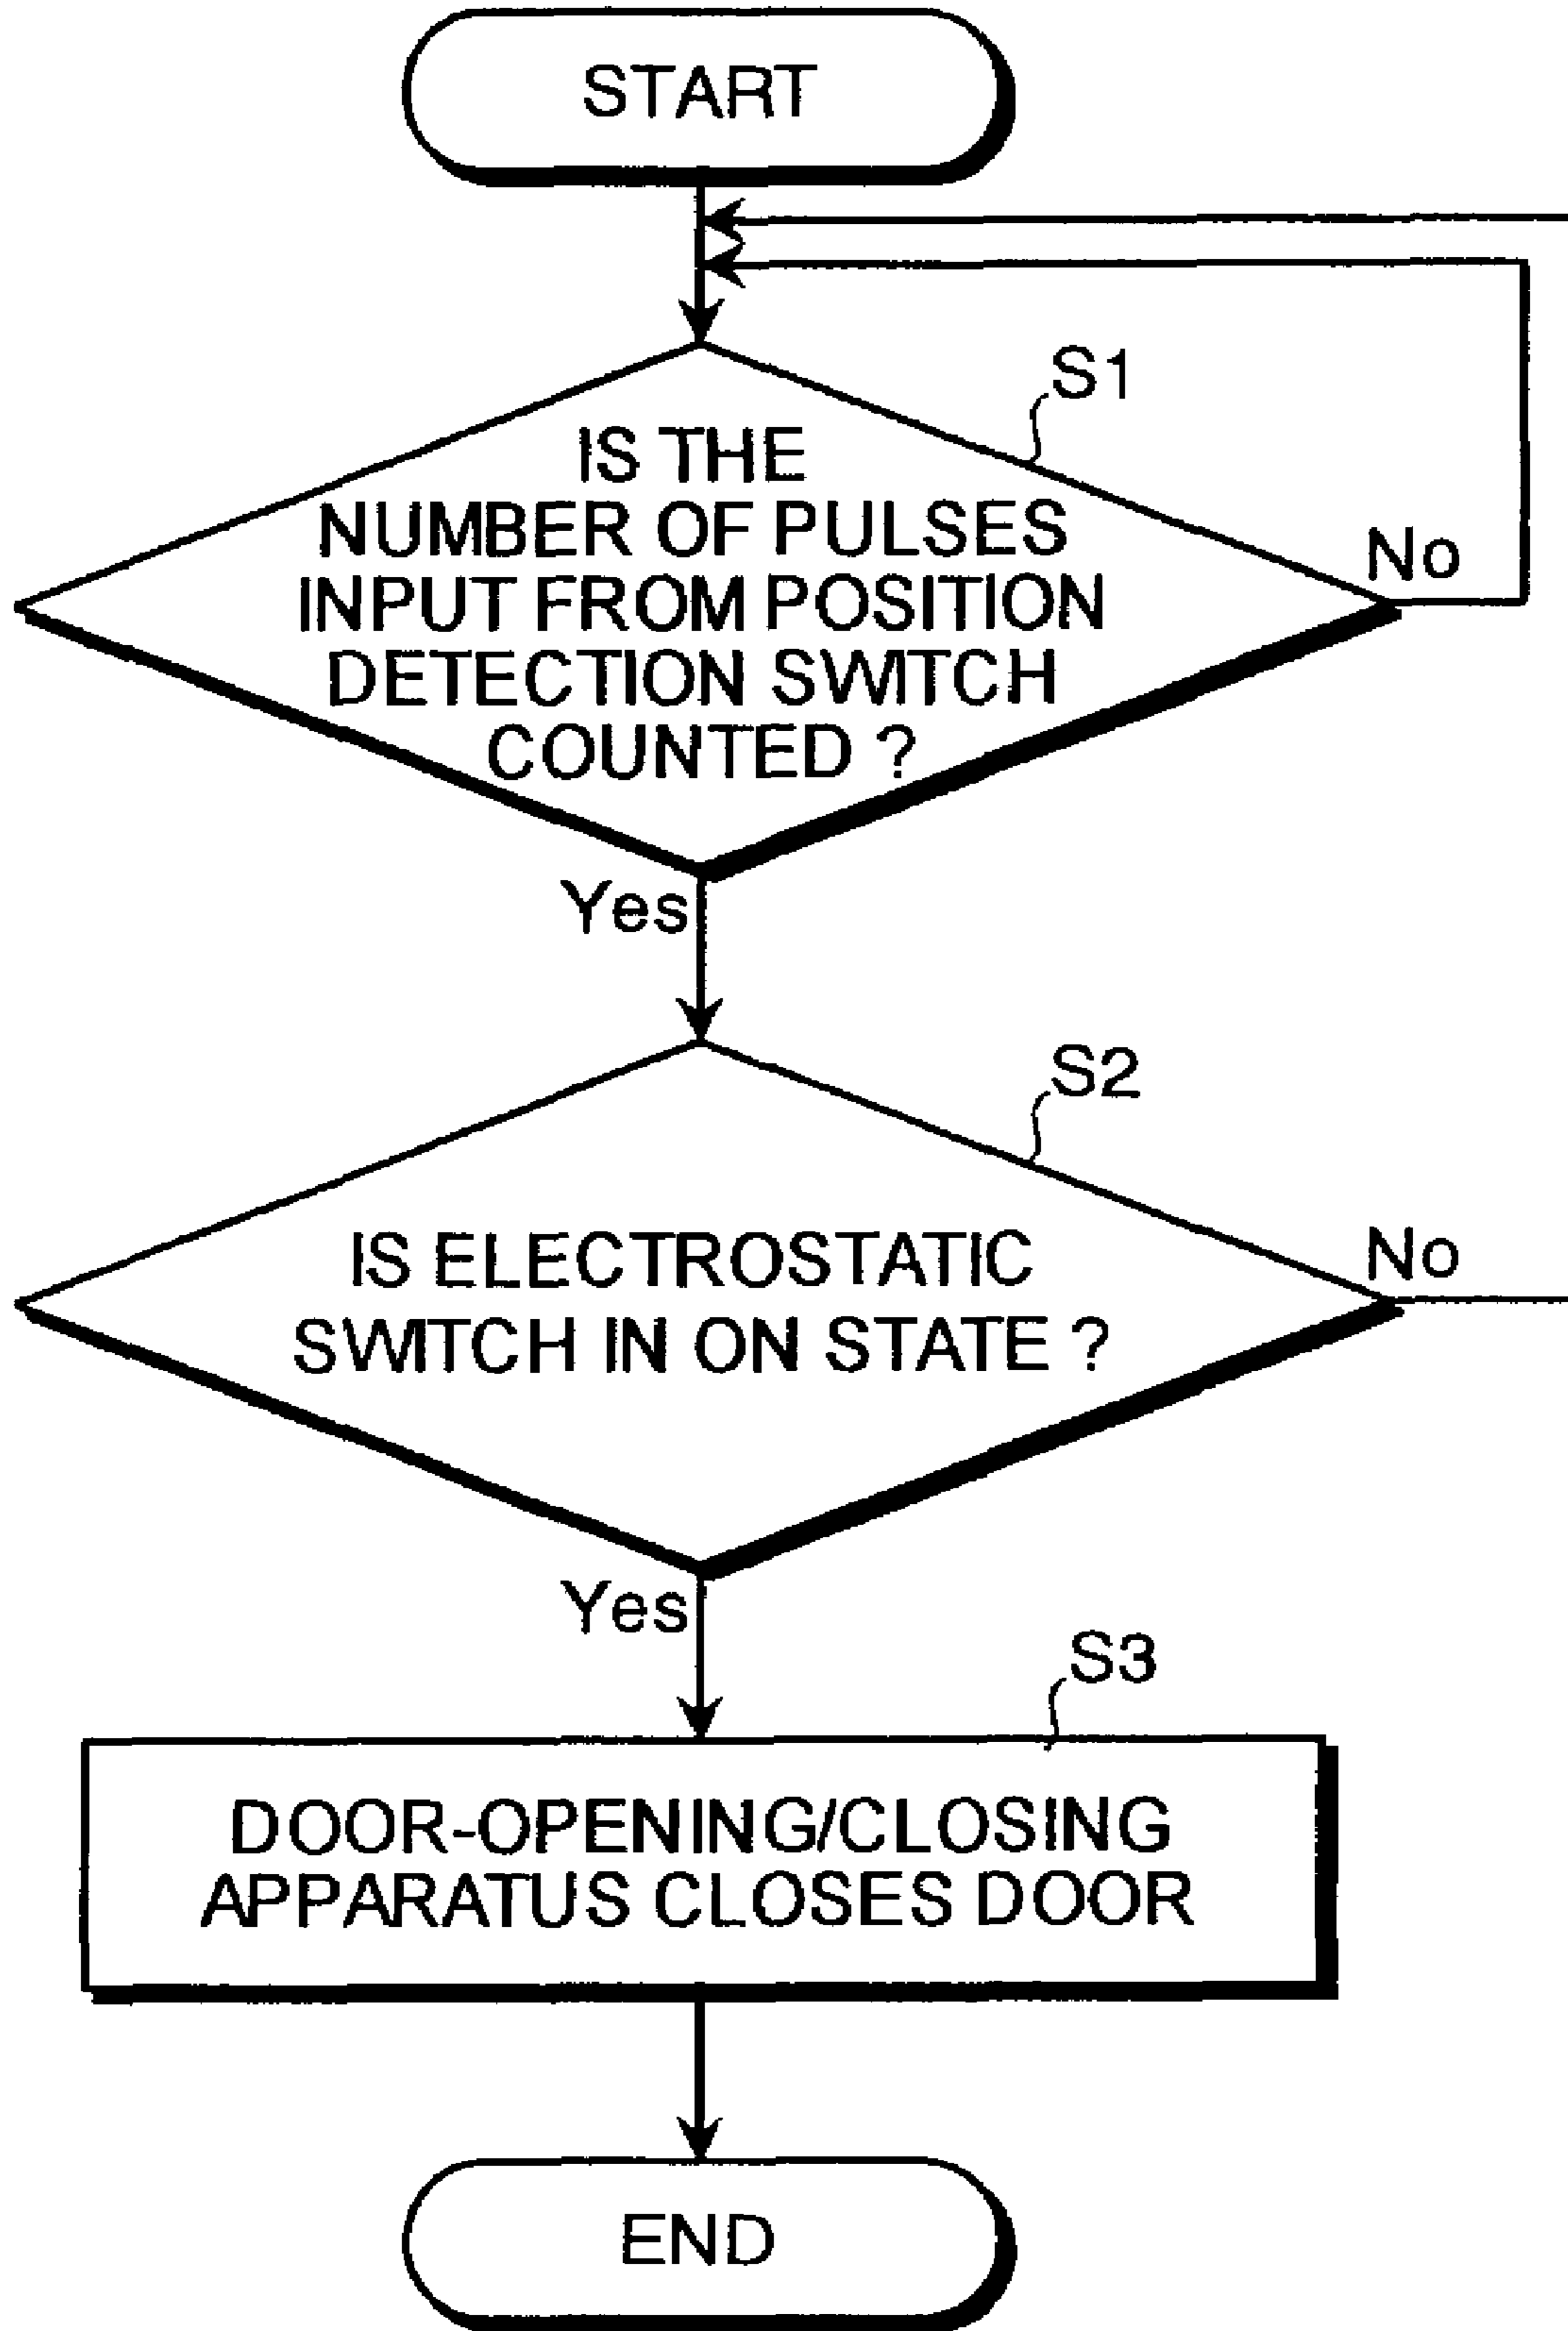 START
S1
IS THE
NUMBER OF PULSES
INPUT FROM POSITION
DETECTION SWITCH
COUNTED ?
No
Yes
S2
IS ELECTROSTATIC
SWITCH IN ON STATE ?
No
Yes
S3
DOOR-OPENING/CLOSING
APPARATUS CLOSES DOOR
END